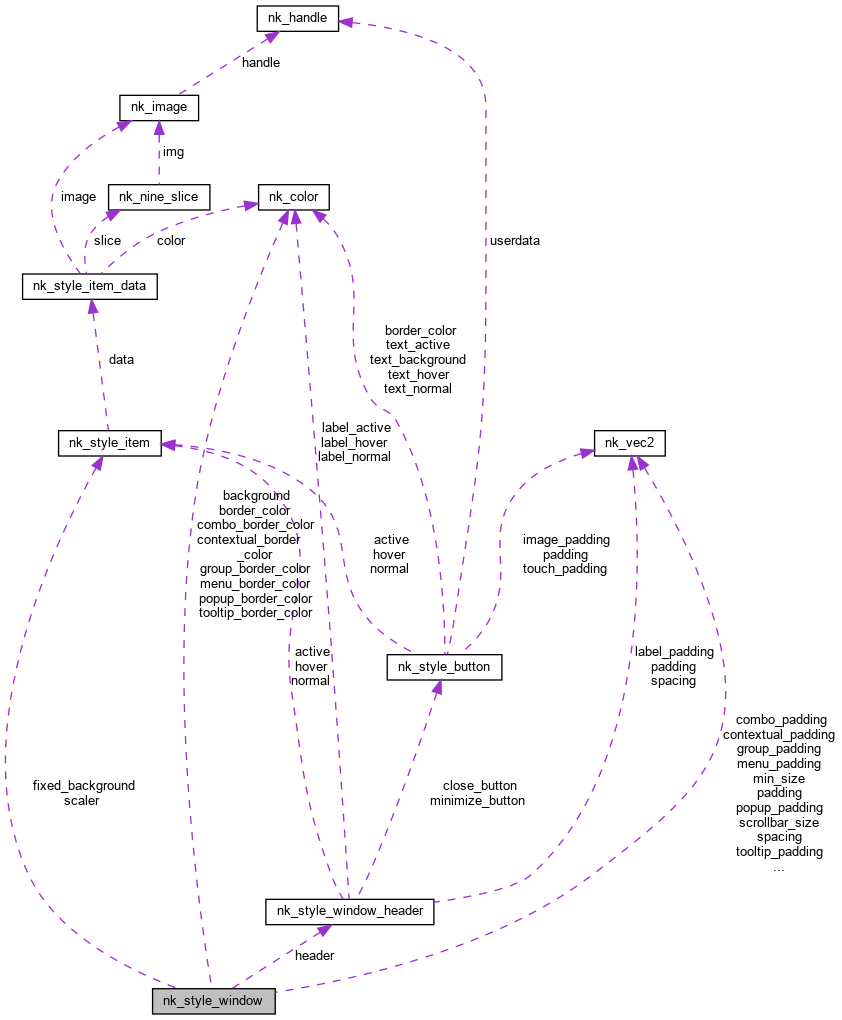 nk_handle
handle
nk_image
img
image
nk_nine_slice
nk_color
slice
color
userdata
nk_style_item_data
border_color
text_active
text_background
text_hover
text_normal
data
nk_style_item
nk_vec2
label_active
label_hover
label_normal
background
border_color
combo_border_color
contextual_border
_color
group_border_color
menu_border_color
popup_border_color
tooltip_border_color
active
hover
normal
image_padding
padding
touch_padding
active
hover
normal
nk_style_button
label_padding
padding
spacing
combo_padding
contextual_padding
group_padding
menu_padding
min_size
padding
popup_padding
scrollbar_size
spacing
tooltip_padding
...
fixed_background
scaler
close_button
minimize_button
nk_style_window_header
header
nk_style_window